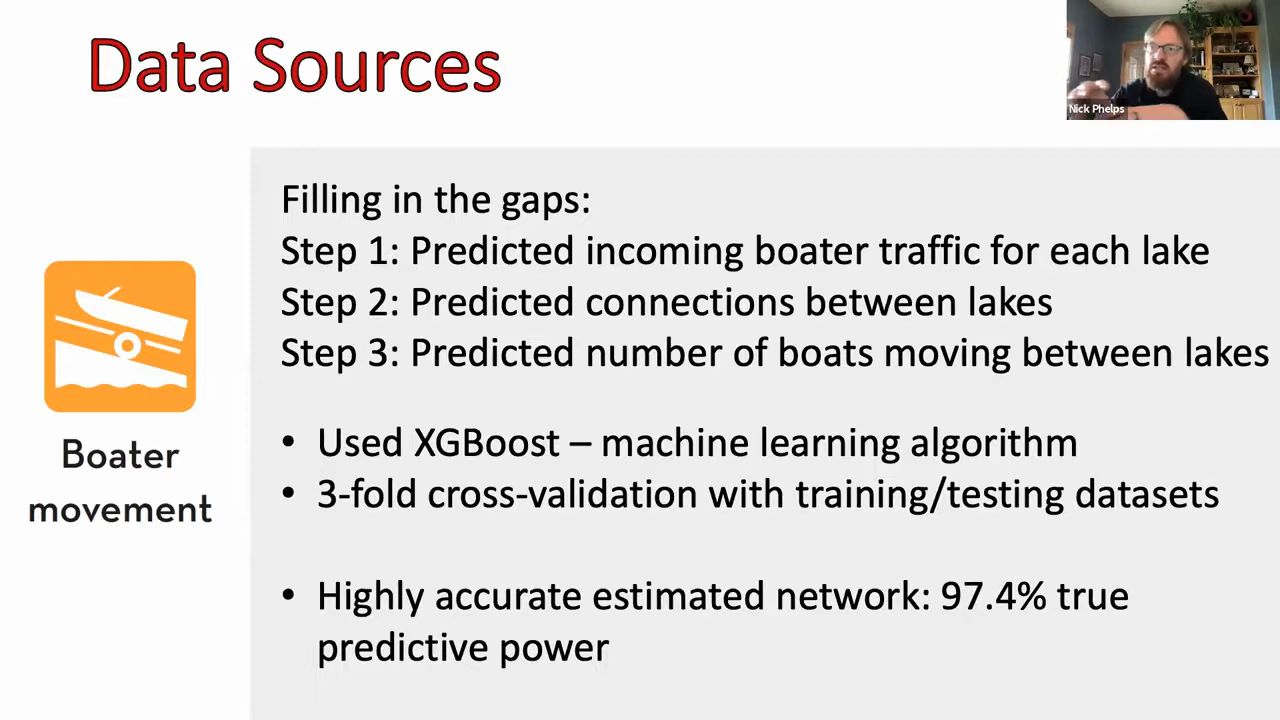 Data Sources
Nick Phelps
Filling in the gaps:
Step 1: Predicted incoming boater traffic for each lake
Step 2: Predicted connections between lakes
Step 3: Predicted number of boats moving between lakes
Boater
movement
• Used XGBoost – machine learning algorithm
• 3-fold cross-validation with training/testing datasets
• Highly accurate estimated network: 97.4% true
predictive power